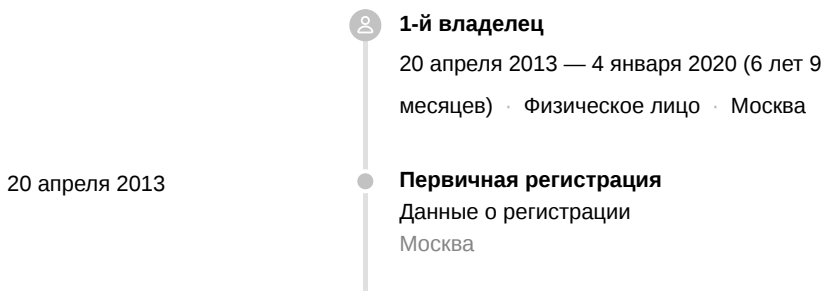 1-й владелец
20 апреля 2013 — 4 января 2020 (6 лет 9
месяцев) · Физическое лицо · Москва
20 апреля 2013
Первичная регистрация
Данные о регистрации
Москва